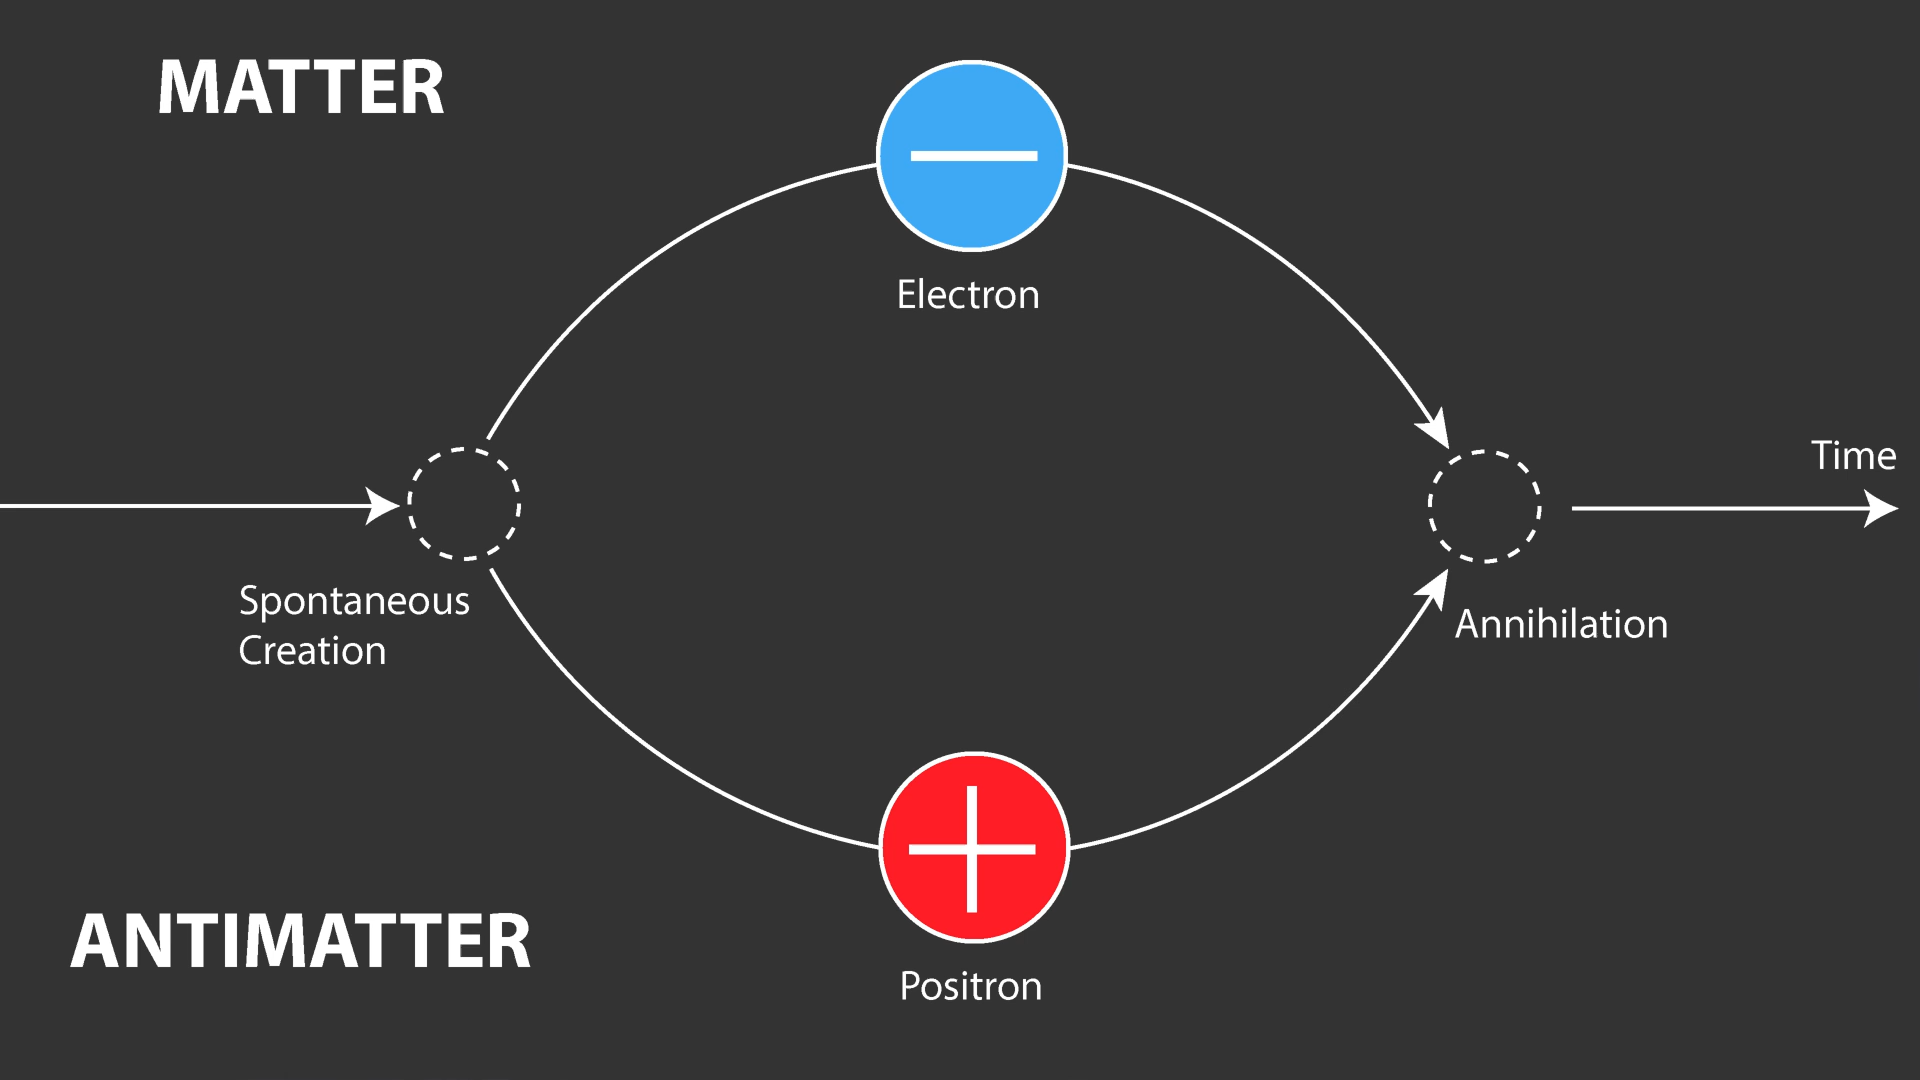 MATTER
Electron
Time
Spontaneous
Creation
Annihilation
ANTIMATTER
Positron